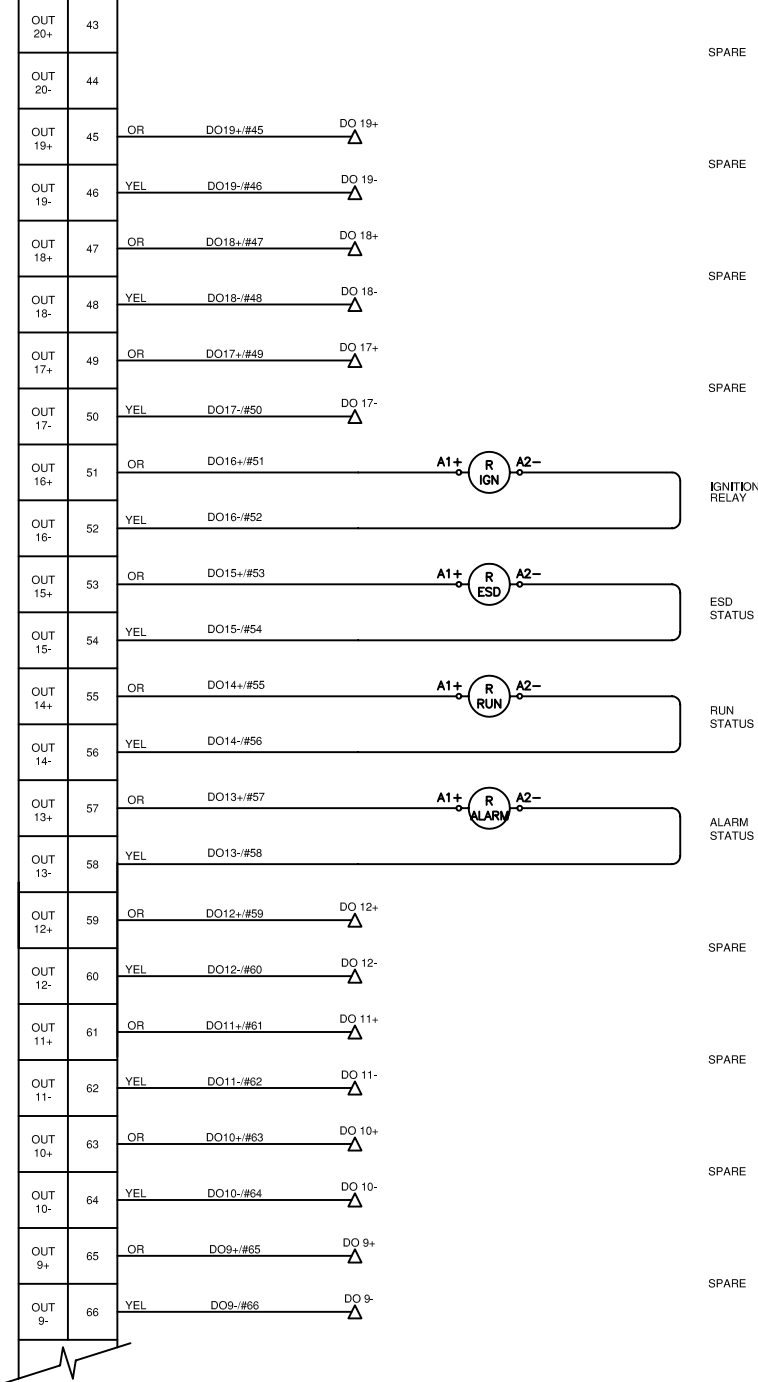 OUT
20+
43
SPARE
OUT
20-
44
OUT
19+
45
OR
DO19+/#45
DO 19+
SPARE
OUT
19-
46
YEL
DO19-/#46
DO 19-
OUT
18+
47
OR
DO18+/#47
DO 18+
SPARE
OUT
18-
48
YEL
DO18-/#48
DO 18-
OUT
17+
49
OR
DO17+/#49
DO 17+
SPARE
OUT
17-
50
YEL
DO17-/#50
DO 17-
OUT
16+
51
OR
DO16+/#51
A1+
R
IGN
A2-
IGNITION
RELAY
OUT
16-
52
YEL
DO16-/#52
OUT
15+
53
OR
DO15+/#53
A1+
R
ESD
A2-
ESD
STATUS
OUT
15-
54
YEL
DO15-/#54
OUT
14+
55
OR
DO14+/#55
A1+
R
RUN
A2-
RUN
STATUS
OUT
14-
56
YEL
DO14-/#56
OUT
13+
57
OR
DO13+/#57
A1+
R
ALARM
A2-
ALARM
STATUS
OUT
13-
58
YEL
DO13-/#58
OUT
12+
59
OR
DO12+/#59
DO 12+
SPARE
OUT
12-
60
YEL
DO12-/#60
DO 12-
OUT
11+
61
OR
DO11+/#61
DO 11+
SPARE
OUT
11-
62
YEL
DO11-/#62
DO 11-
OUT
10+
63
OR
DO10+/#63
DO 10+
SPARE
OUT
10-
64
YEL
DO10-/#64
DO 10-
OUT
9+
65
OR
DO9+/#65
DO 9+
SPARE
OUT
9-
66
YEL
DO9-/#66
DO 9-